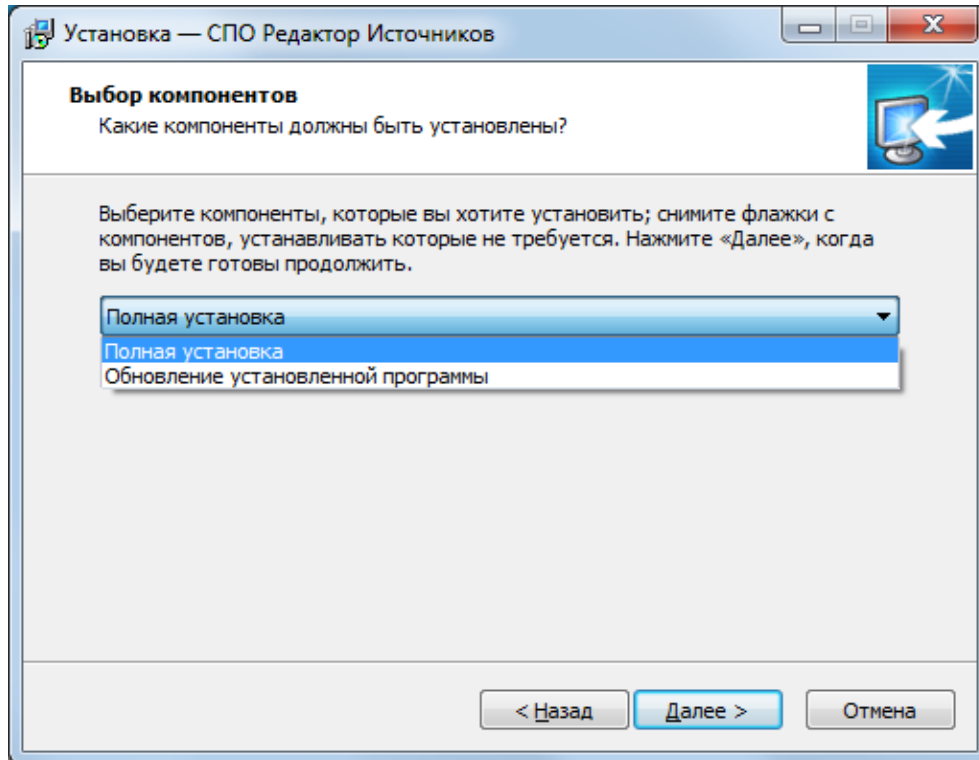 Установка — СПО Редактор Источников
Выбор компонентов
Какие компоненты должны быть установлены?
Выберите компоненты, которые вы хотите установить; снимите флажки с
компонентов, устанавливать которые не требуется. Нажмите «Далее», когда
вы будете готовы продолжить.
Полная установка
Полная установка
Обновление установленной программы
< Назад Далее > Отмена